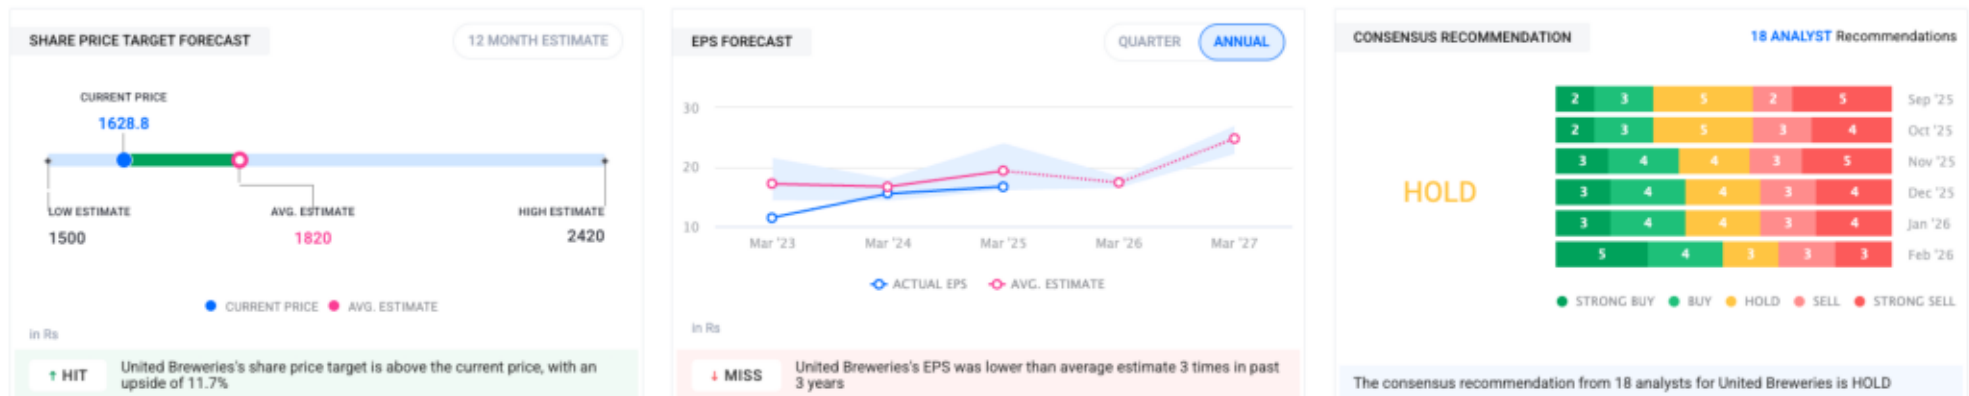 SHARE PRICE TARGET FORECAST
12 MONTH ESTIMATE
CURRENT PRICE
1628.8
LOW ESTIMATE
AVG. ESTIMATE
HIGH ESTIMATE
1500
1820
2420
CURRENT PRICE
AVG. ESTIMATE
in Rs
HIT
United Breweries's share price target is above the current price, with an
upside of 11.7%
EPS FORECAST
QUARTER
ANNUAL
30
20
10
Mar '23
Mar '24
Mar '25
Mar '26
Mar '27
ACTUAL EPS
AVG. ESTIMATE
in Rs
MISS
United Breweries's EPS was lower than average estimate 3 times in past
3 years
CONSENSUS RECOMMENDATION
18 ANALYST Recommendations
HOLD
2 3 5 2 5 Sep '25
2 3 5 3 4 Oct '25
3 4 4 3 5 Nov '25
3 4 4 3 4 Dec '25
3 4 4 3 4 Jan '26
5 4 3 3 3 Feb '26
STRONG BUY
BUY
HOLD
SELL
STRONG SELL
The consensus recommendation from 18 analysts for United Breweries is HOLD